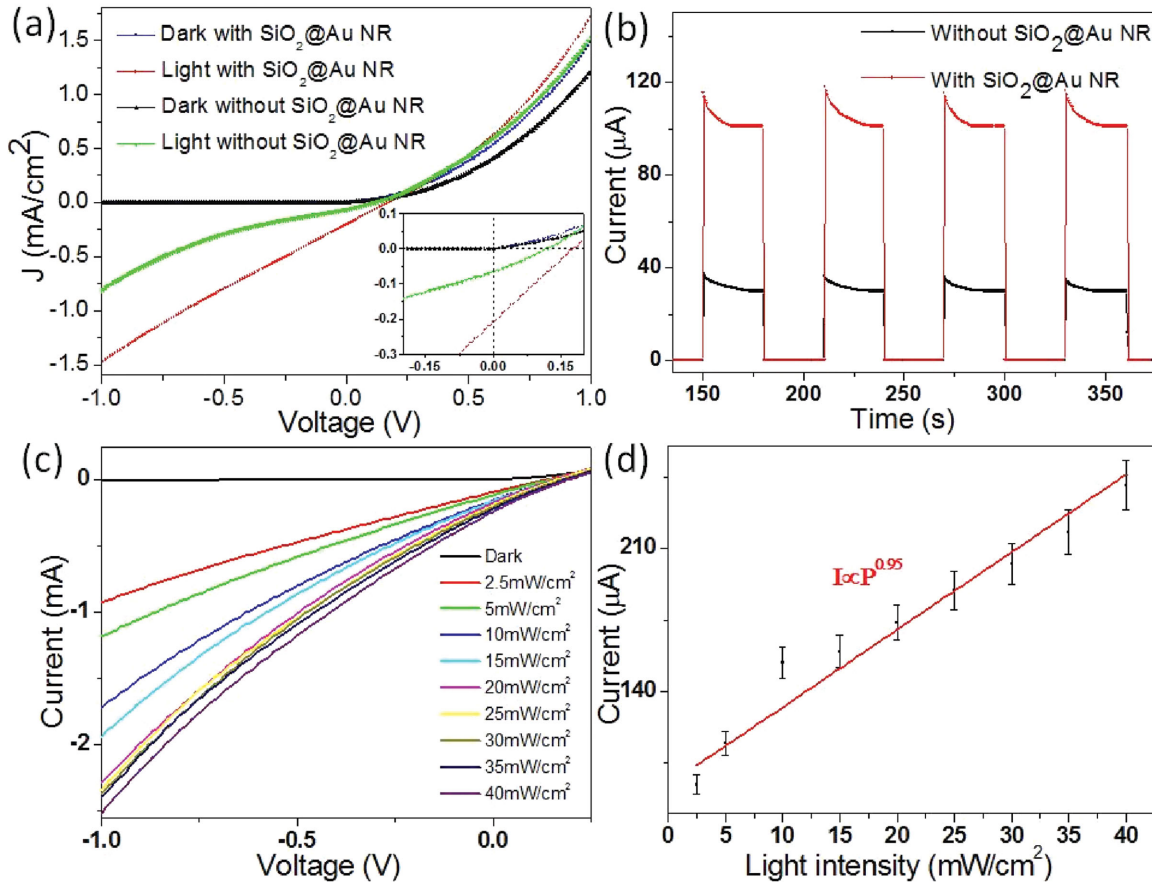 (a)
Dark with SiO₂@Au NR
Light with SiO₂@Au NR
Dark without SiO₂@Au NR
Light without SiO₂@Au NR
1.5
1.0
0.5
0.0
-0.5
-1.0
-1.5
J (mA/cm²)
0.1
0.0
-0.1
-0.2
-0.3
-0.15 0.00 0.15
-1.0 -0.5 0.0 0.5 1.0
Voltage (V)
(b)
Without SiO₂@Au NR
With SiO₂@Au NR
120
80
40
0
Current (μA)
150 200 250 300 350
Time (s)
(c)
0
-1
-2
Current (mA)
Dark
2.5mW/cm²
5mW/cm²
10mW/cm²
15mW/cm²
20mW/cm²
25mW/cm²
30mW/cm²
35mW/cm²
40mW/cm²
-1.0 -0.5 0.0
Voltage (V)
(d)
210
140
Current (μA)
I∝P⁰·⁹⁵
0 5 10 15 20 25 30 35 40
Light intensity (mW/cm²)